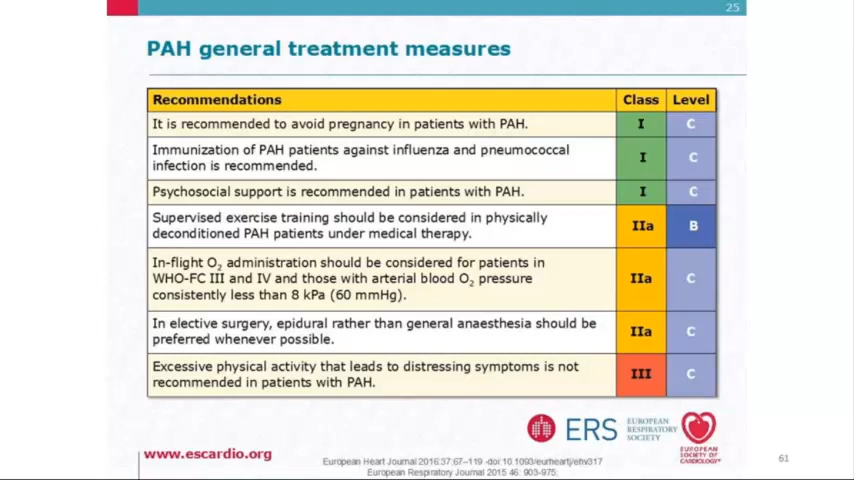 25
PAH general treatment measures
Recommendations Class Level
It is recommended to avoid pregnancy in patients with PAH. I C
Immunization of PAH patients against influenza and pneumococcal
infection is recommended. I C
Psychosocial support is recommended in patients with PAH. I C
Supervised exercise training should be considered in physically
deconditioned PAH patients under medical therapy. IIa B
In-flight O₂ administration should be considered for patients in
WHO-FC III and IV and those with arterial blood O₂ pressure
consistently less than 8 kPa (60 mmHg). IIa C
In elective surgery, epidural rather than general anaesthesia should be
preferred whenever possible. IIa C
Excessive physical activity that leads to distressing symptoms is not
recommended in patients with PAH. III C
ERS
EUROPEAN
RESPIRATORY
SOCIETY
EUROPEAN
SOCIETY OF
CARDIOLOGY®
www.escardio.org
European Heart Journal 2016:37:67–119 -doi:10.1093/eurheartj/ehv317
European Respiratory Journal 2015 46: 903-975;
61